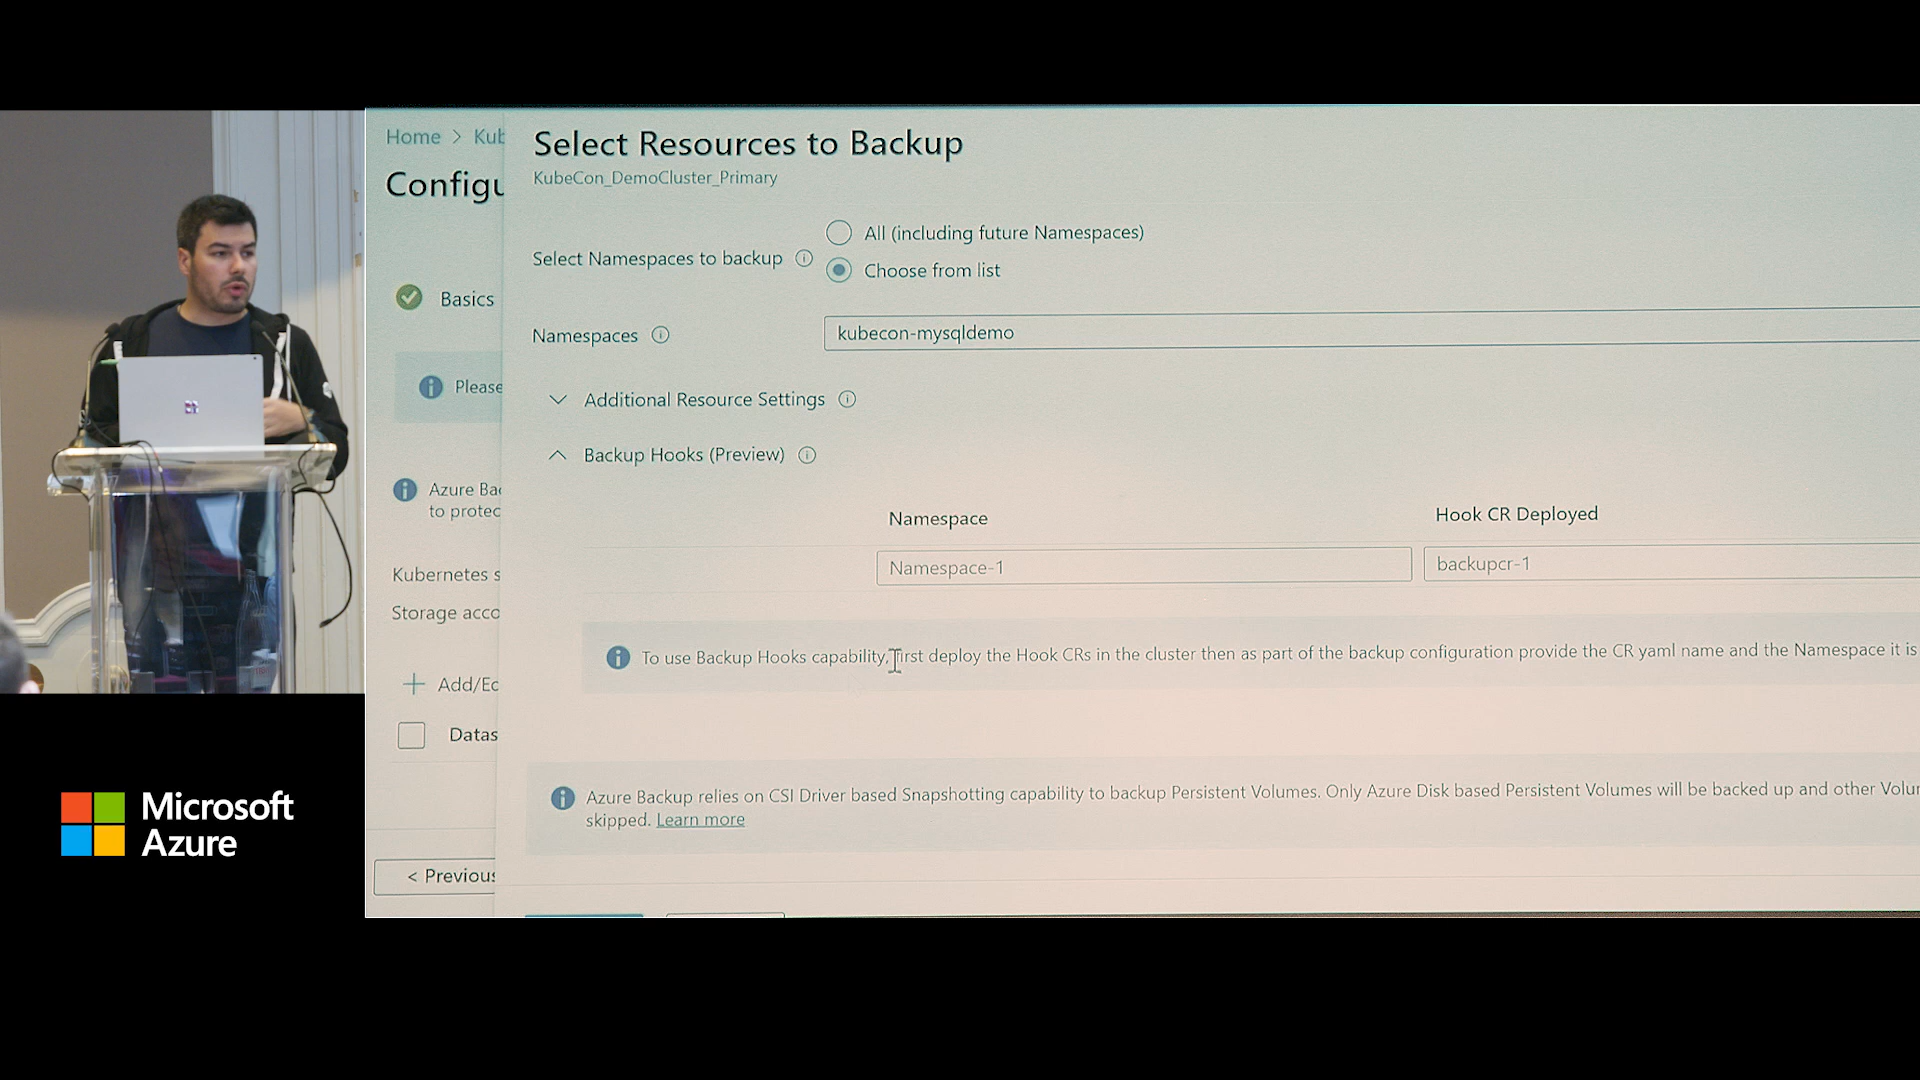 Home > Kub
Configu
Basics
Please
Azure Bac
to protec
Kubernetes s
Storage acco
Add/Ed
Datas
< Previous
Select Resources to Backup
KubeCon_DemoCluster_Primary
Select Namespaces to backup
All (including future Namespaces)
Choose from list
Namespaces
kubecon-mysqldemo
Additional Resource Settings
Backup Hooks (Preview)
Namespace
Hook CR Deployed
Namespace-1
backupcr-1
To use Backup Hooks capability, first deploy the Hook CRs in the cluster then as part of the backup configuration provide the CR yaml name and the Namespace it is
Azure Backup relies on CSI Driver based Snapshotting capability to backup Persistent Volumes. Only Azure Disk based Persistent Volumes will be backed up and other Volu
skipped. Learn more
Microsoft
Azure